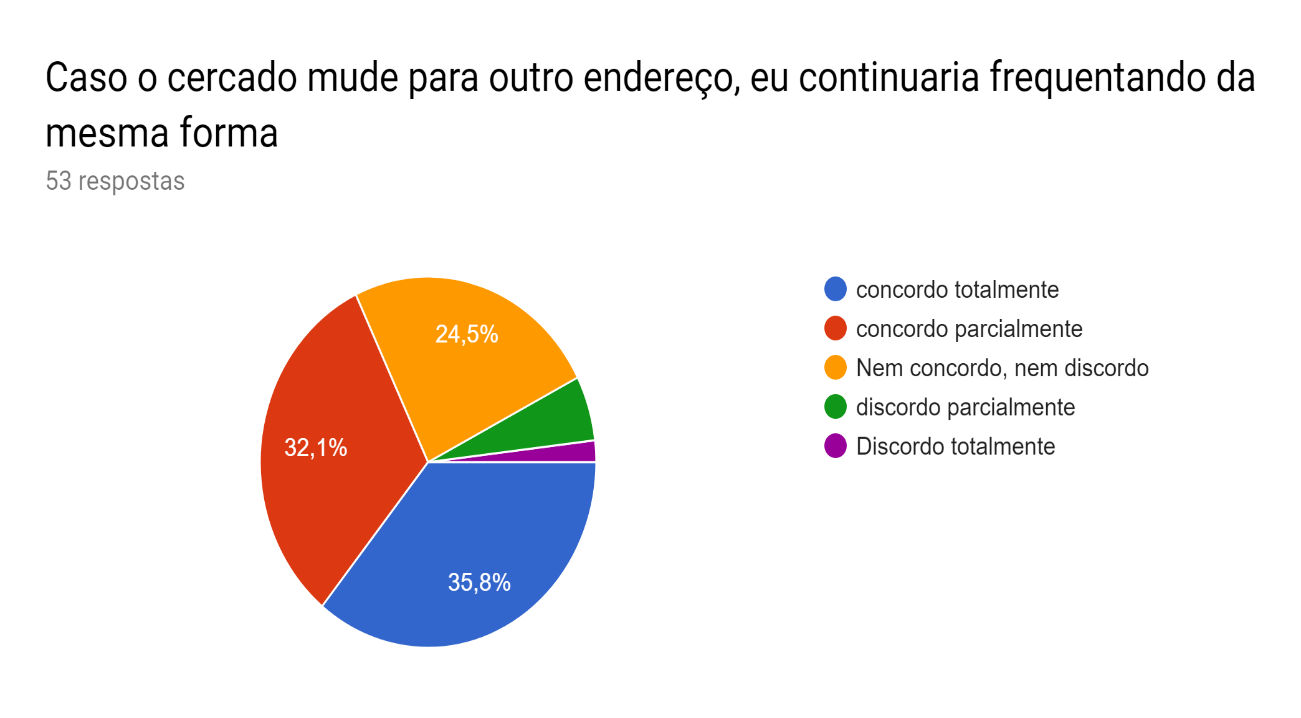 Caso o cercado mude para outro endereço, eu continuaria frequentando da
mesma forma
53 respostas
24,5%
32,1%
35,8%
concordo totalmente
concordo parcialmente
Nem concordo, nem discordo
discordo parcialmente
Discordo totalmente